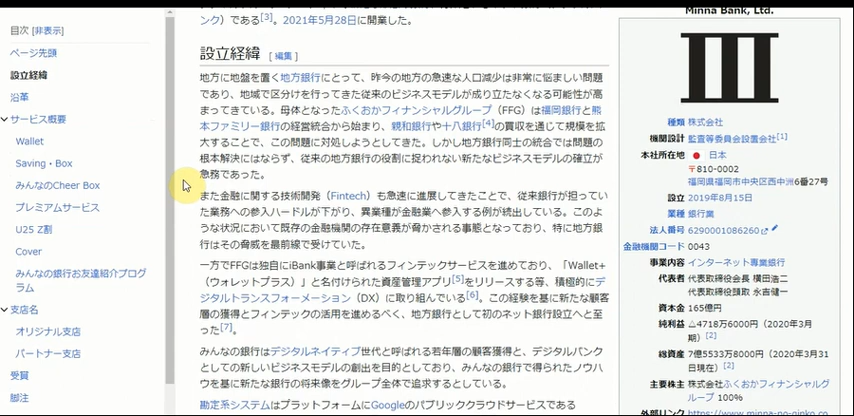 目次 [非表示]
ページ先頭
設立経緯
沿革
サービス概要
Wallet
Saving・Box
みんなのCheer Box
プレミアムサービス
U25 Z割
Cover
みんなの銀行お友達紹介プログ
ラム
支店名
オリジナル支店
パートナー支店
受賞
脚注
ンク）である[3]。2021年5月28日に開業した。
設立経緯 [編集]
地方に地盤を置く地方銀行にとって、昨今の地方の急速な人口減少は非常に悩ましい問題
であり、地域で区分けを行ってきた従来のビジネスモデルが成り立たなくなる可能性が高
まってきている。母体となったふくおかフィナンシャルグループ（FFG）は福岡銀行と熊
本ファミリー銀行の経営統合から始まり、親和銀行や十八銀行[4]の買収を通じて規模を拡
大することで、この問題に対処しようとしてきた。しかし地方銀行同士の統合では問題の
根本解決にはならず、従来の地方銀行の役割に捉われない新たなビジネスモデルの確立が
急務であった。
また金融に関する技術開発（Fintech）も急速に進展してきたことで、従来銀行が担ってい
た業務への参入ハードルが下がり、異業種が金融業へ参入する例が続出している。このよ
うな状況において既存の金融機関の存在意義が脅かされる事態となっており、特に地方銀
行はその脅威を最前線で受けていた。
一方でFFGは独自にiBank事業と呼ばれるフィンテックサービスを進めており、「Wallet+
（ウォレットプラス）」と名付けられた資産管理アプリ[5]をリリースする等、積極的にデ
ジタルトランスフォーメーション（DX）に取り組んでいる[6]。この経験を基に新たな顧客
層の獲得とフィンテックの活用を進めるべく、地方銀行として初のネット銀行設立へと至
った[7]。
みんなの銀行はデジタルネイティブ世代と呼ばれる若年層の顧客獲得と、デジタルバンク
としての新しいビジネスモデルの創出を目的としており、みんなの銀行で得られたノウハ
ウを基に新たな銀行の将来像をグループ全体で追求するとしている。
勘定系システムはプラットフォームにGoogleのパブリッククラウドサービスである
Minna Bank, Ltd.
種類 株式会社
機関設計 監査等委員会設置会社[1]
本社所在地 日本
〒810-0002
福岡県福岡市中央区西中洲6番27号
設立 2019年8月15日
業種 銀行業
法人番号 6290001086260
金融機関コード 0043
事業内容 インターネット専業銀行
代表者 代表取締役会長 横田浩二
代表取締役頭取 永吉健一
資本金 165億円
純利益 △4718万6000円（2020年3月
期）[2]
総資産 7億5533万8000円（2020年3月31
日現在）[2]
主要株主 株式会社ふくおかフィナンシャルグ
ループ 100%
外部リンク https://www.minna-no-ginko.co